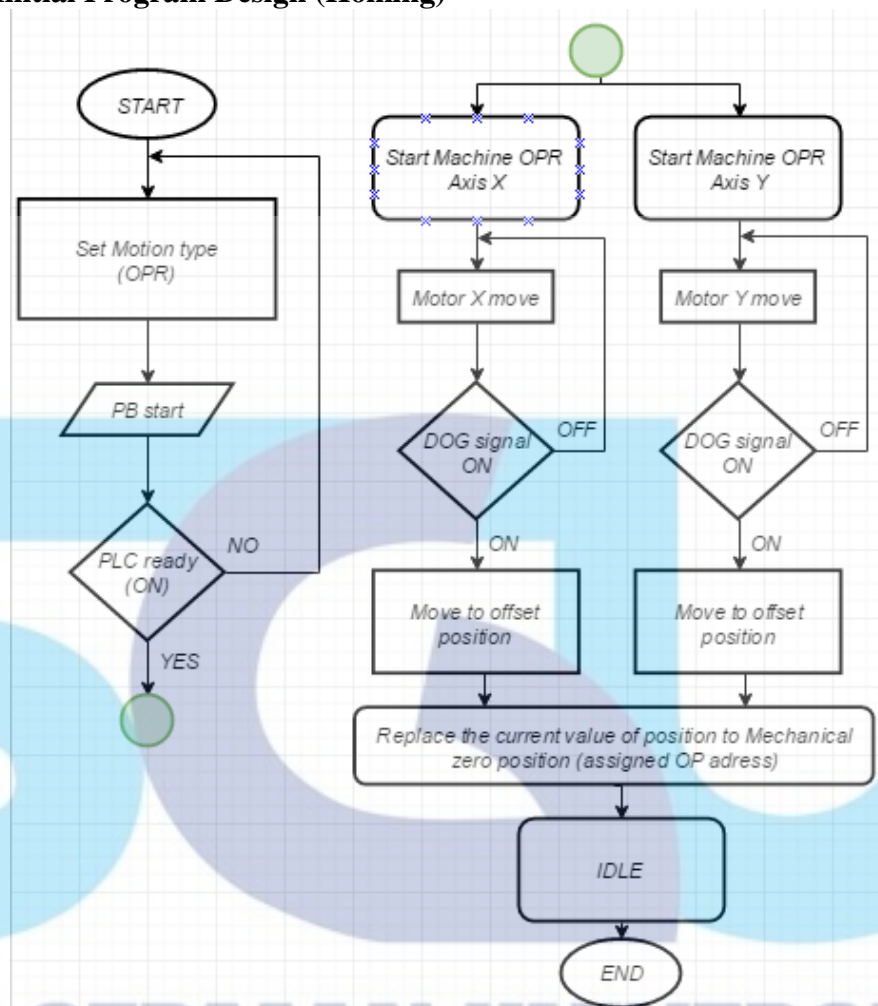 Initial Program Design (Homing)
START
Set Motion type
(OPR)
PB start
PLC ready
(ON)
NO
YES
Start Machine OPR
Axis X
Start Machine OPR
Axis Y
Motor X move
Motor Y move
DOG signal
ON
OFF
DOG signal
ON
OFF
ON
ON
Move to offset
position
Move to offset
position
Replace the current value of position to Mechanical
zero position (assigned OP adress)
IDLE
END